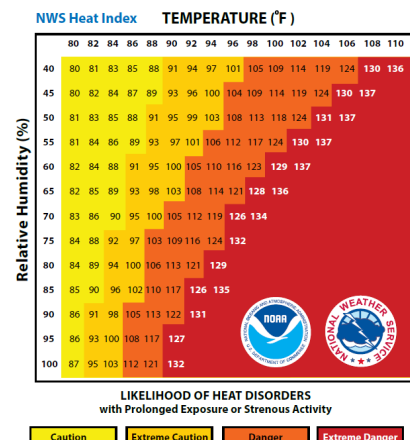 NWS Heat Index TEMPERATURE (°F)
80 82 84 86 88 90 92 94 96 98 100 102 104 106 108 110
Relative Humidity (%)
40 80 81 83 85 88 91 94 97 101 105 109 114 119 124 130 136
45 80 82 84 87 89 93 96 100 104 109 114 119 124 130 137
50 81 83 85 88 91 95 99 103 108 113 118 124 131 137
55 81 84 86 89 93 97 101 106 112 117 124 130 137
60 82 84 88 91 95 100 105 110 116 123 129 137
65 82 85 89 93 98 103 108 114 121 128 136
70 83 86 90 95 100 105 112 119 126 134
75 84 88 92 97 103 109 116 124 132
80 84 89 94 100 106 113 121 129
85 85 90 96 102 110 117 126 135
90 86 91 98 105 113 122 131
95 86 93 100 108 117 127
100 87 95 103 112 121 132
NOAA
NATIONAL WEATHER SERVICE
LIKELIHOOD OF HEAT DISORDERS
with Prolonged Exposure or Strenous Activity
Caution Extreme Caution Danger Extreme Danger